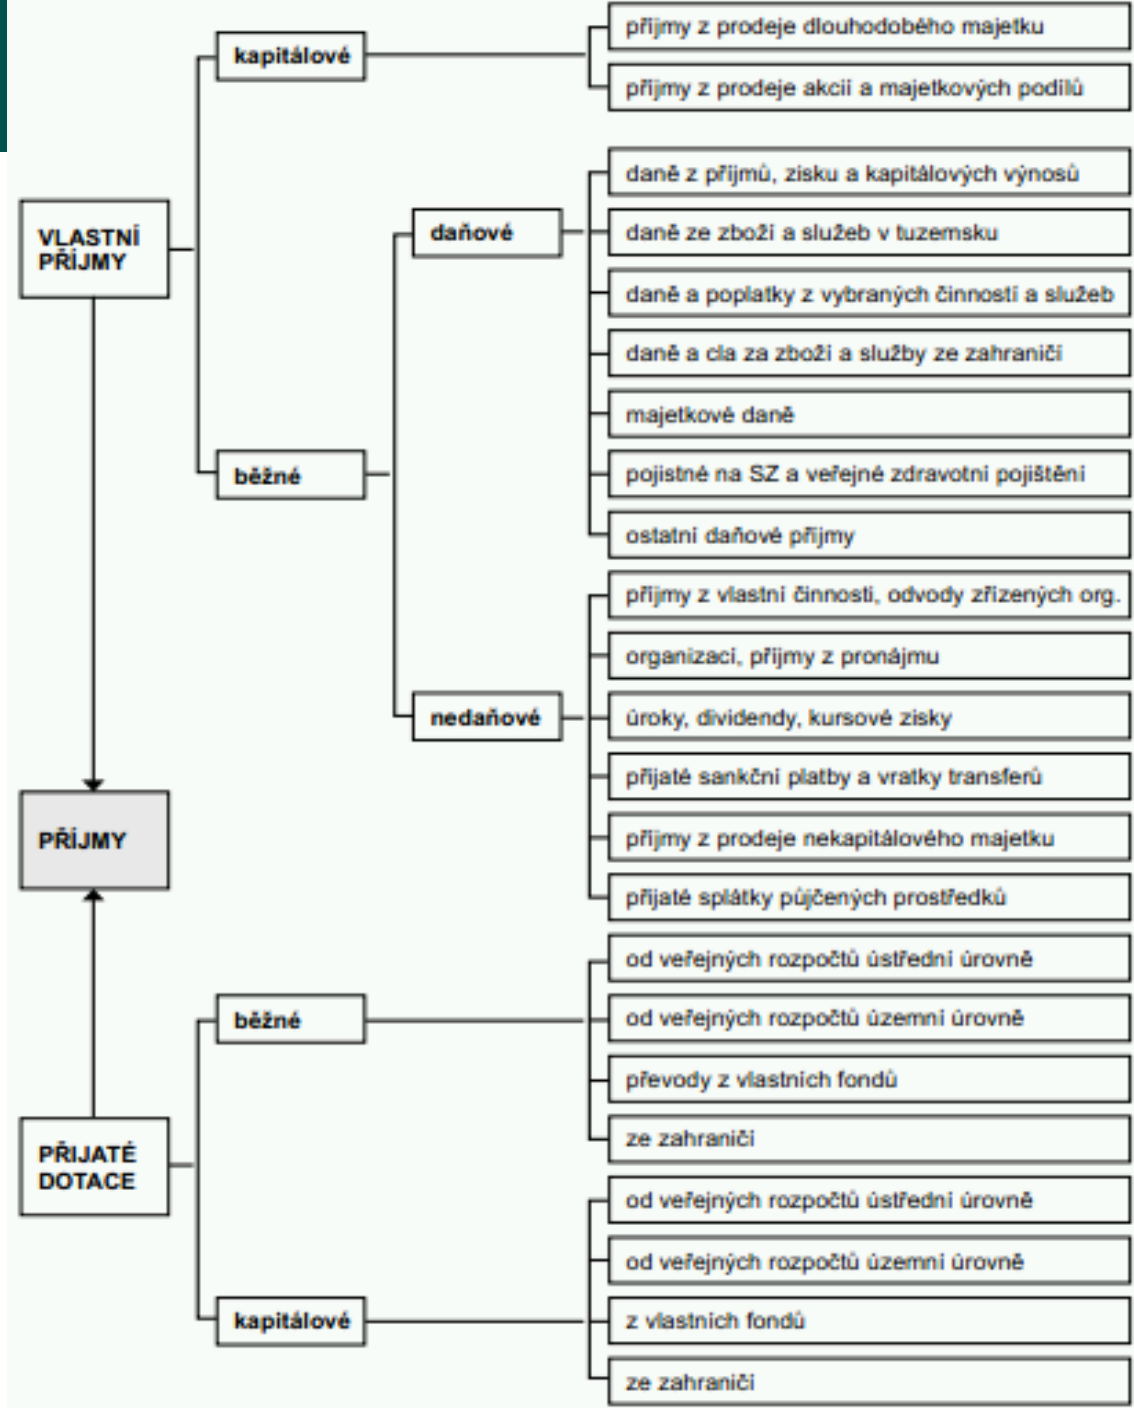 kapitálové
příjmy z prodeje dlouhodobého majetku
příjmy z prodeje akcií a majetkových podílů
VLASTNÍ
PŘÍJMY
daňové
daně z příjmů, zisku a kapitálových výnosů
daně ze zboží a služeb v tuzemsku
daně a poplatky z vybraných činností a služeb
daně a cla za zboží a služby ze zahraničí
majetkové daně
pojistné na SZ a veřejné zdravotní pojištění
ostatní daňové příjmy
běžné
nedaňové
příjmy z vlastní činnosti, odvody zřízených org.
organizací, příjmy z pronájmu
úroky, dividendy, kursové zisky
přijaté sankční platby a vratky transferů
příjmy z prodeje nekapitálového majetku
přijaté splátky půjčených prostředků
PŘÍJMY
běžné
od veřejných rozpočtů ústřední úrovně
od veřejných rozpočtů územní úrovně
převody z vlastních fondů
ze zahraničí
PŘIJATÉ
DOTACE
kapitálové
od veřejných rozpočtů ústřední úrovně
od veřejných rozpočtů územní úrovně
z vlastních fondů
ze zahraničí